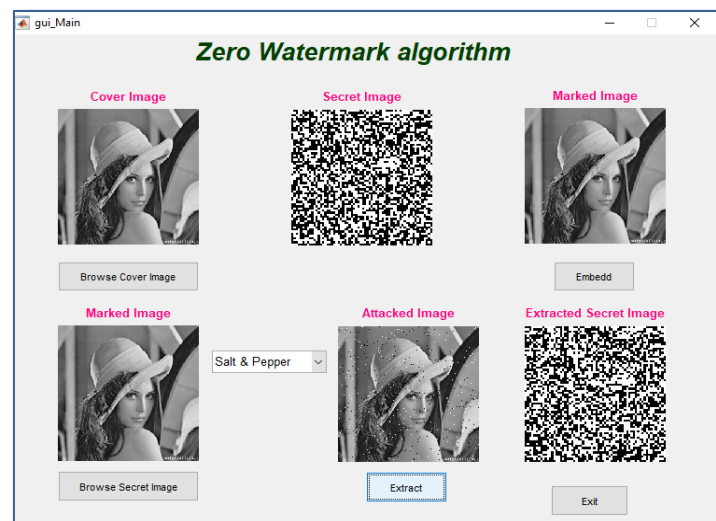 gui_Main
Zero Watermark algorithm
Cover Image
Secret Image
Marked Image
Browse Cover Image
Embedd
Marked Image
Attacked Image
Extracted Secret Image
Salt & Pepper
Browse Secret Image
Extract
Exit